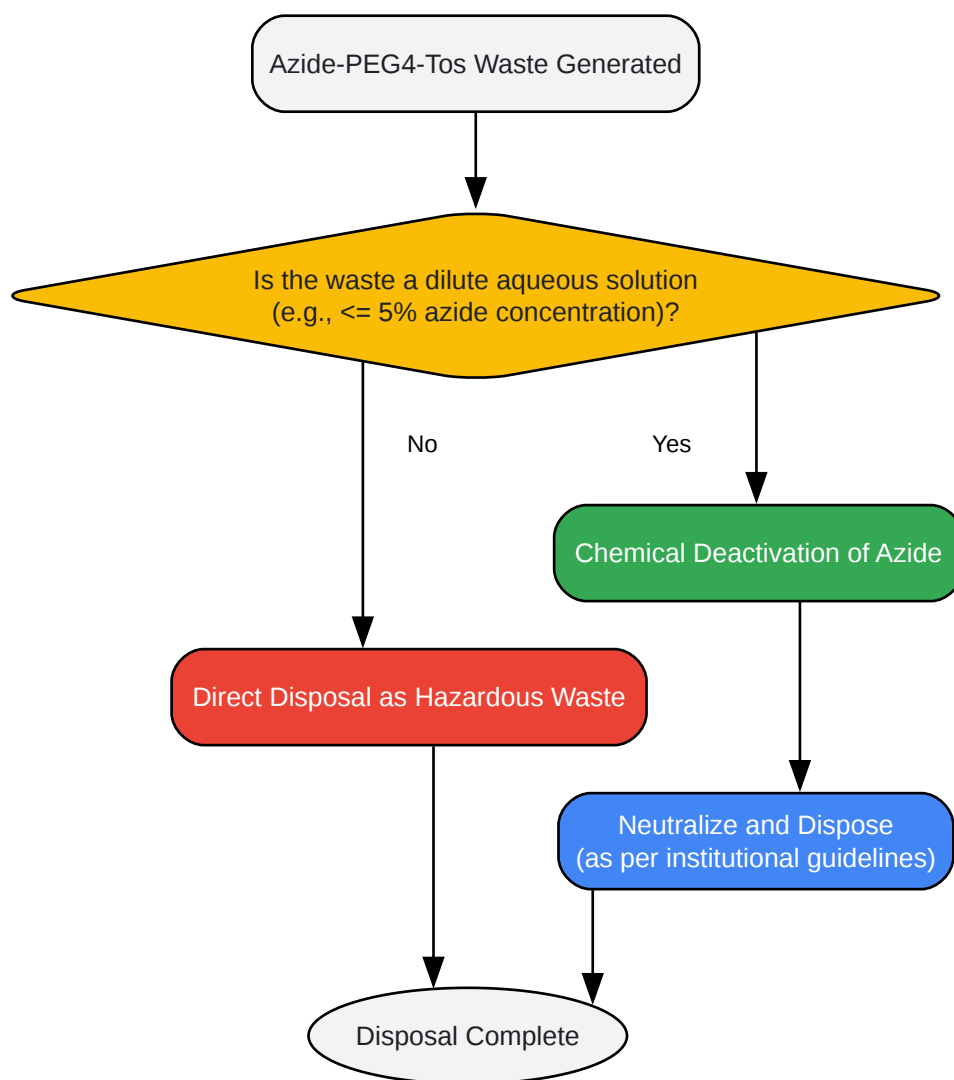 Azide-PEG4-Tos Waste Generated
Is the waste a dilute aqueous solution
(e.g., <= 5% azide concentration)?
No
Yes
Chemical Deactivation of Azide
Direct Disposal as Hazardous Waste
Neutralize and Dispose
(as per institutional guidelines)
Disposal Complete